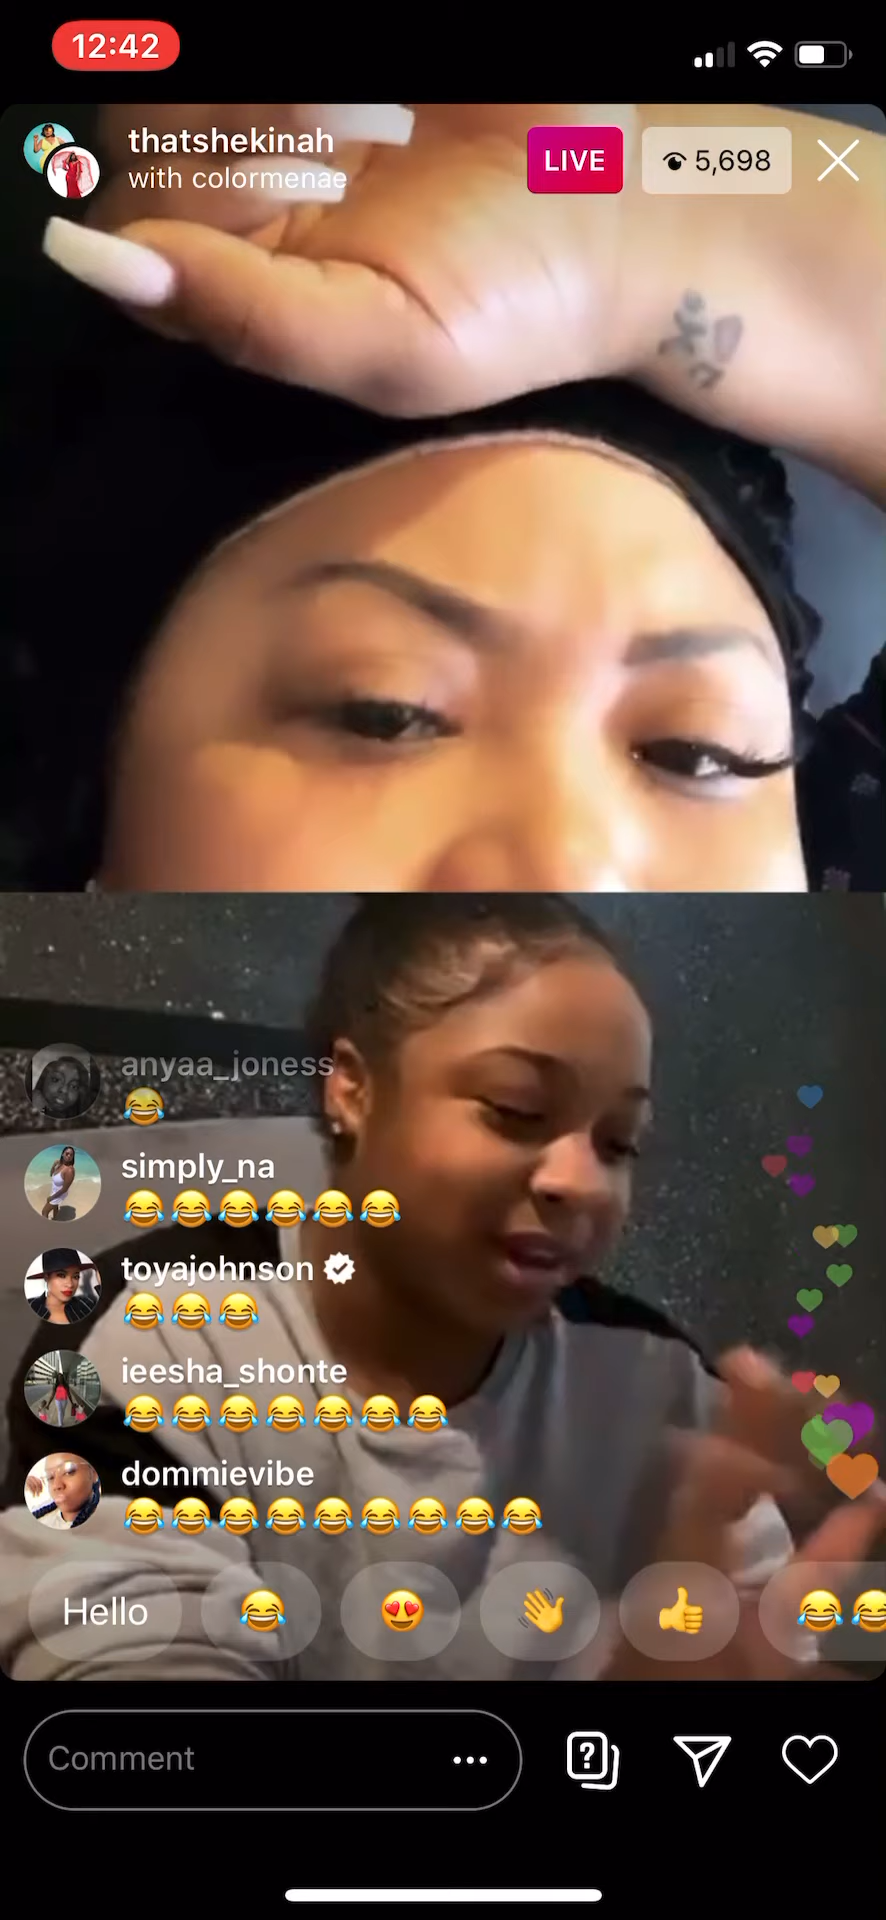 12:42
thatshekinah
with colormenae
LIVE
5,698
anyaa_joness
😂
simply_na
😂😂😂😂😂😂
toyajohnson
😂😂😂
ieesha_shonte
😂😂😂😂😂😂😂
dommievibe
😂😂😂😂😂😂😂😂😂
Hello 😂 😍 👋 👍 😂😂
Comment